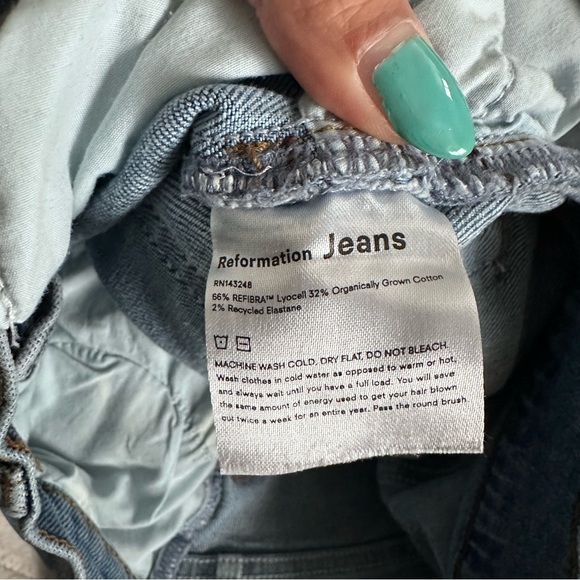 Reformation Jeans
RN143248
66% REFIBRA™ Lyocell 32% Organically Grown Cotton
2% Recycled Elastane
MACHINE WASH COLD, DRY FLAT, DO NOT BLEACH.
Wash clothes in cold water as opposed to warm or hot,
and always wait until you have a full load. You will save
the same amount of energy used to get your hair blown
out twice a week for an entire year. Pass the round brush